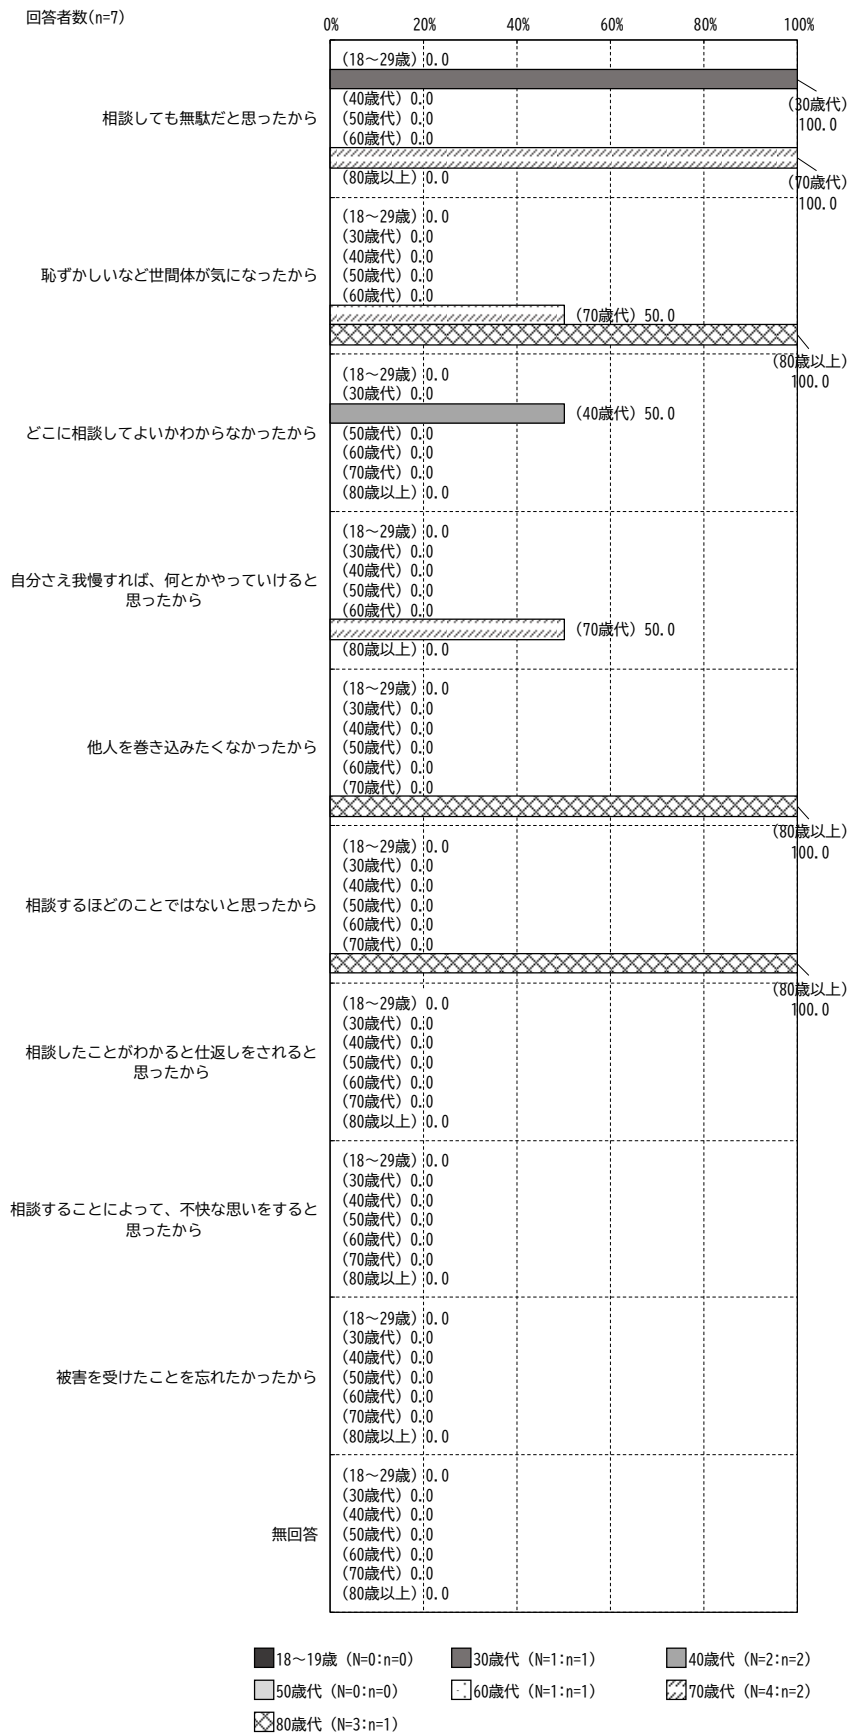 回答者数(n=7)
0% 20% 40% 60% 80% 100%
相談しても無駄だと思ったから
(18～29歳) 0.0
(30歳代)
100.0
(40歳代) 0.0
(50歳代) 0.0
(60歳代) 0.0
(70歳代)
100.0
(80歳以上) 0.0
恥ずかしいなど世間体が気になったから
(18～29歳) 0.0
(30歳代) 0.0
(40歳代) 0.0
(50歳代) 0.0
(60歳代) 0.0
(70歳代) 50.0
(80歳以上)
100.0
どこに相談してよいかわからなかったから
(18～29歳) 0.0
(30歳代) 0.0
(40歳代) 50.0
(50歳代) 0.0
(60歳代) 0.0
(70歳代) 0.0
(80歳以上) 0.0
自分さえ我慢すれば、何とかやっていけると
思ったから
(18～29歳) 0.0
(30歳代) 0.0
(40歳代) 0.0
(50歳代) 0.0
(60歳代) 0.0
(70歳代) 50.0
(80歳以上) 0.0
他人を巻き込みたくなかったから
(18～29歳) 0.0
(30歳代) 0.0
(40歳代) 0.0
(50歳代) 0.0
(60歳代) 0.0
(70歳代) 0.0
(80歳以上)
100.0
相談するほどのことではないと思ったから
(18～29歳) 0.0
(30歳代) 0.0
(40歳代) 0.0
(50歳代) 0.0
(60歳代) 0.0
(70歳代) 0.0
(80歳以上)
100.0
相談したことがわかると仕返しをされると
思ったから
(18～29歳) 0.0
(30歳代) 0.0
(40歳代) 0.0
(50歳代) 0.0
(60歳代) 0.0
(70歳代) 0.0
(80歳以上) 0.0
相談することによって、不快な思いをすると
思ったから
(18～29歳) 0.0
(30歳代) 0.0
(40歳代) 0.0
(50歳代) 0.0
(60歳代) 0.0
(70歳代) 0.0
(80歳以上) 0.0
被害を受けたことを忘れたかったから
(18～29歳) 0.0
(30歳代) 0.0
(40歳代) 0.0
(50歳代) 0.0
(60歳代) 0.0
(70歳代) 0.0
(80歳以上) 0.0
無回答
(18～29歳) 0.0
(30歳代) 0.0
(40歳代) 0.0
(50歳代) 0.0
(60歳代) 0.0
(70歳代) 0.0
(80歳以上) 0.0
18～19歳 (N=0:n=0) 30歳代 (N=1:n=1) 40歳代 (N=2:n=2)
50歳代 (N=0:n=0) 60歳代 (N=1:n=1) 70歳代 (N=4:n=2)
80歳代 (N=3:n=1)